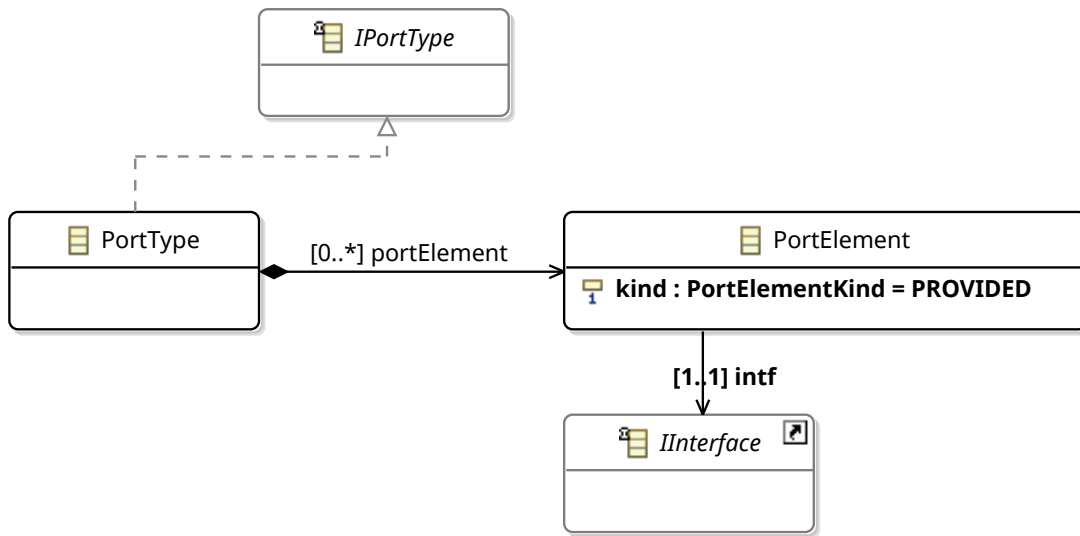 IPortType
PortType
[0..*] portElement
PortElement
kind : PortElementKind = PROVIDED
[1..1] intf
IInterface